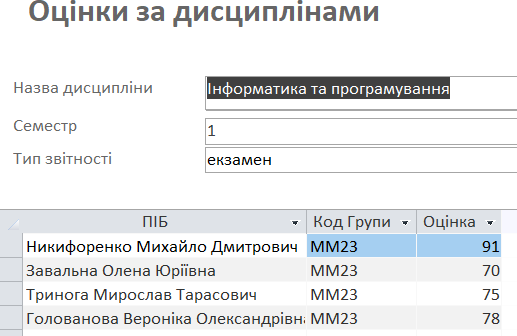 Оцінки за дисциплінами
Назва дисципліни Інформатика та програмування
Семестр 1
Тип звітності екзамен
ПІБ Код Групи Оцінка
Никифоренко Михайло Дмитрович ММ23 91
Завальна Олена Юріївна ММ23 70
Тринога Мирослав Тарасович ММ23 75
Голованова Вероніка Олександрівна ММ23 78